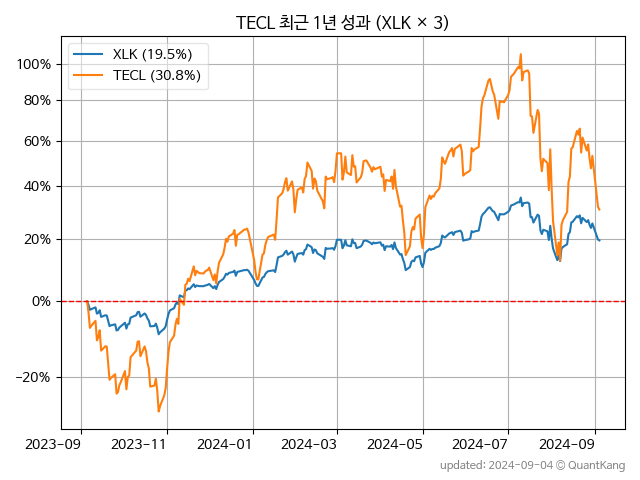 TECL 최근 1년 성과 (XLK × 3)
XLK (19.5%)
TECL (30.8%)
100%
80%
60%
40%
20%
0%
−20%
2023-09 2023-11 2024-01 2024-03 2024-05 2024-07 2024-09
updated: 2024-09-04 © QuantKang